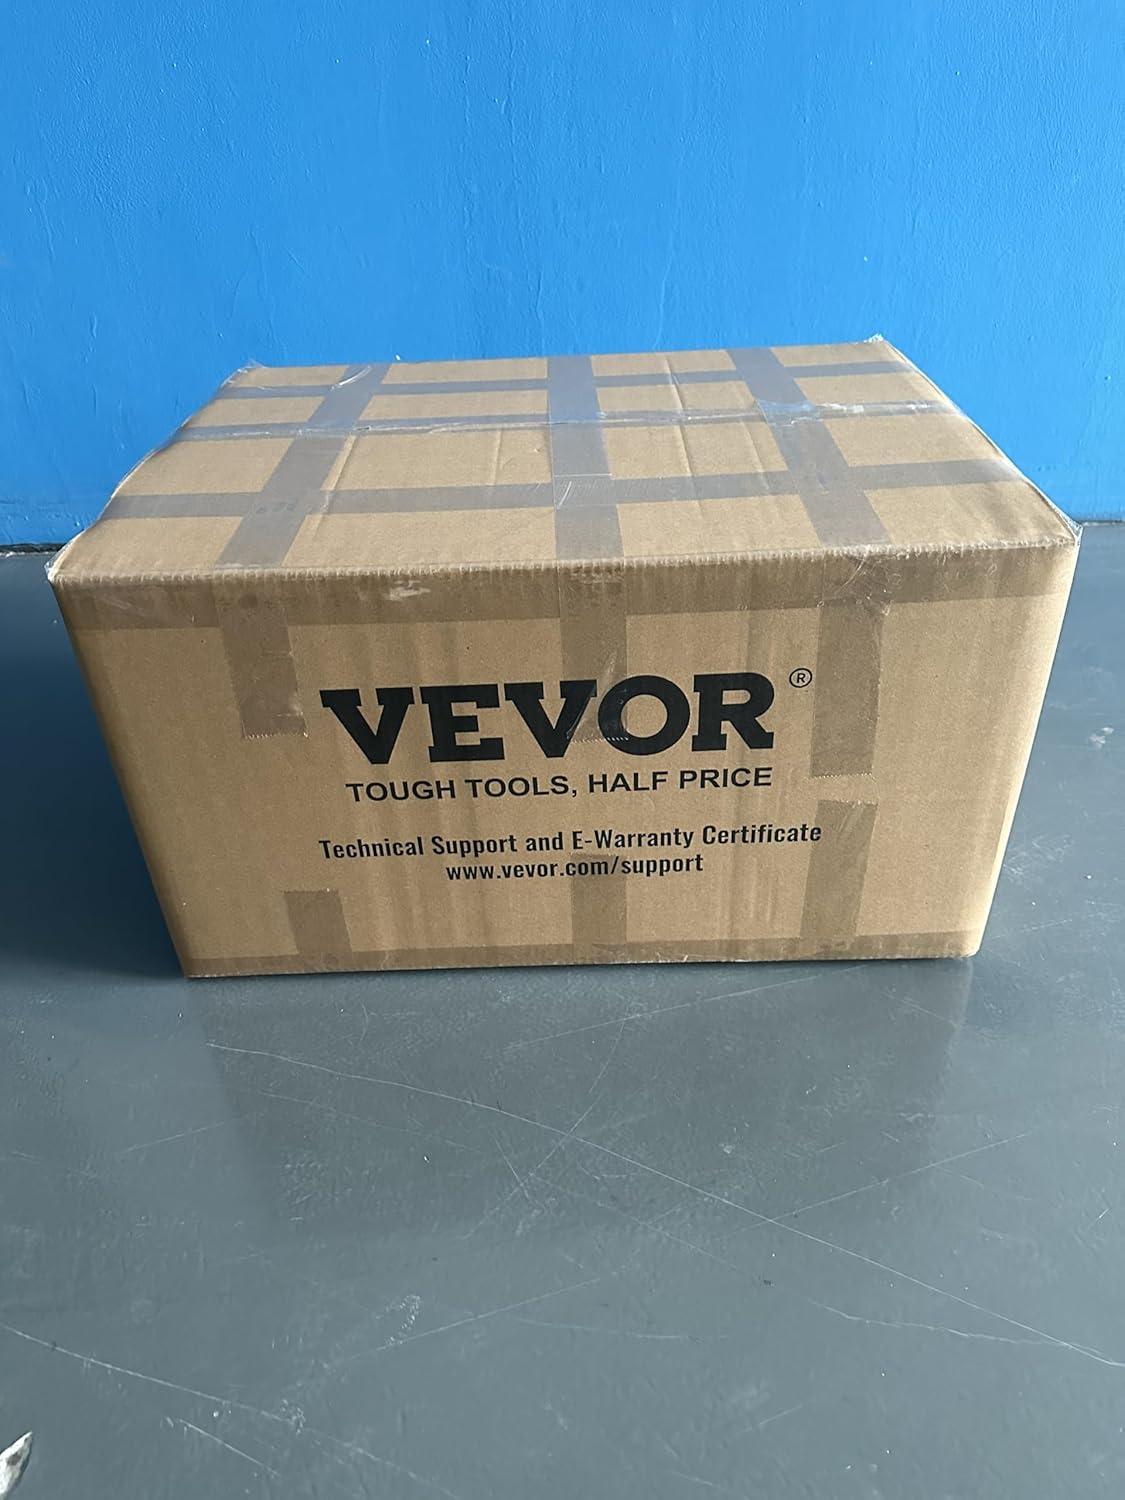 VEVOR®
TOUGH TOOLS, HALF PRICE
Technical Support and E-Warranty Certificate
www.vevor.com/support